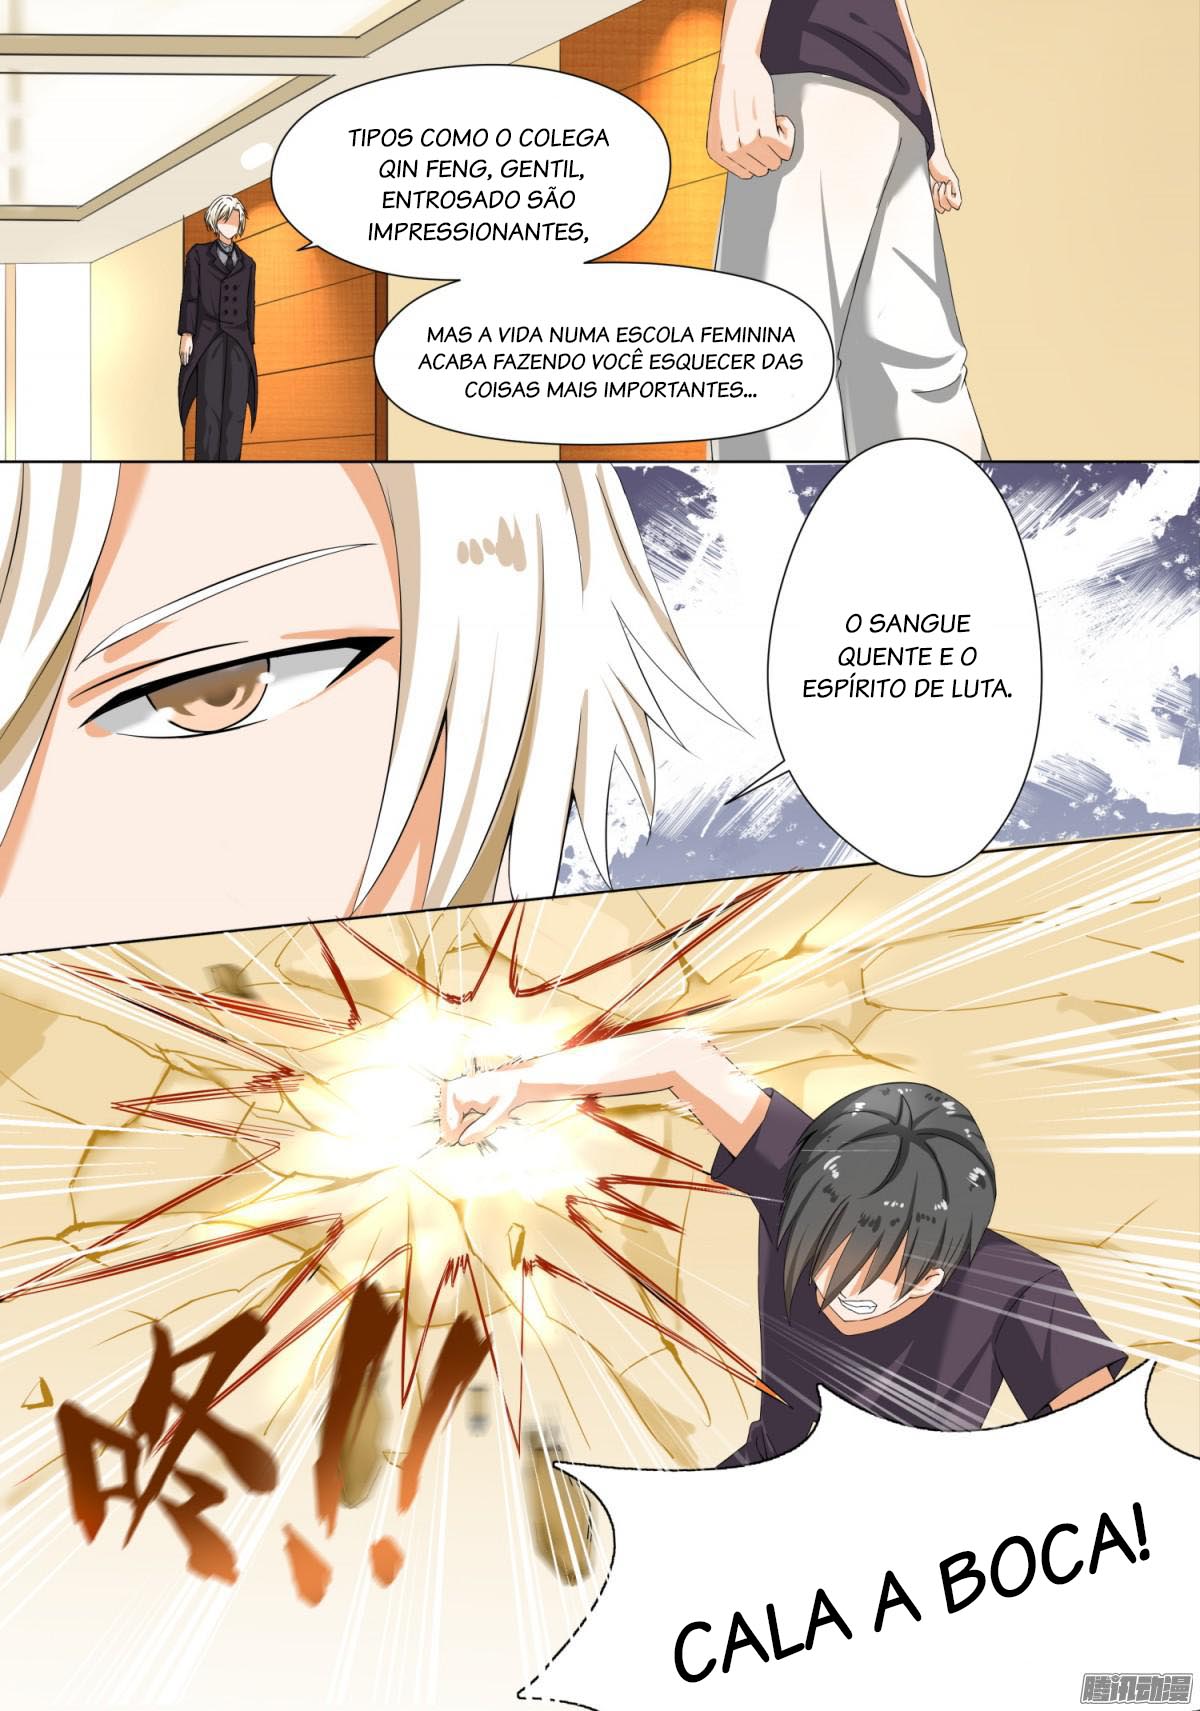 TIPOS COMO O COLEGA
QIN FENG, GENTIL,
ENTROSADO SÃO
IMPRESSIONANTES,
MAS A VIDA NUMA ESCOLA FEMININA
ACABA FAZENDO VOCÊ ESQUECER DAS
COISAS MAIS IMPORTANTES...
O SANGUE
QUENTE E O
ESPÍRITO DE LUTA.
咚!!
CALA A BOCA!
腾讯动漫